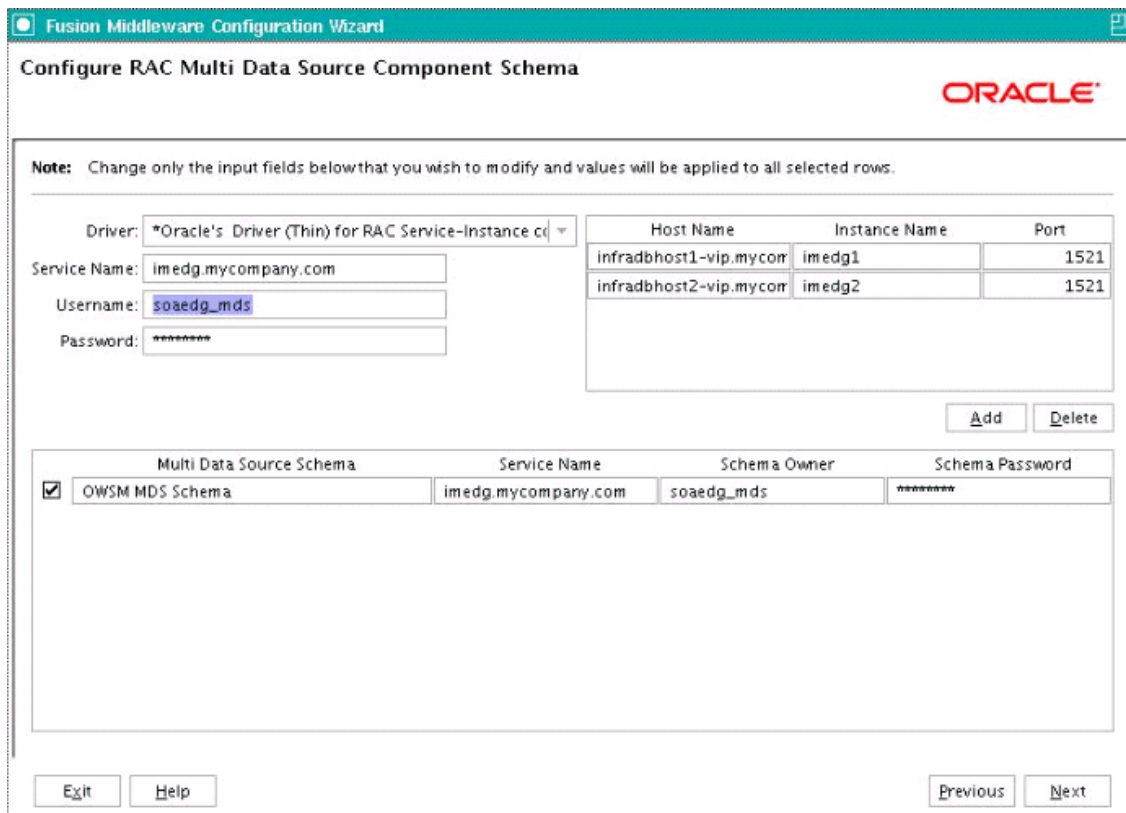 Fusion Middleware Configuration Wizard
Configure RAC Multi Data Source Component Schema
ORACLE
Note: Change only the input fields below that you wish to modify and values will be applied to all selected rows.
Driver: *Oracle's Driver (Thin) for RAC Service-Instance co
Service Name: imedg.mycompany.com
Username: soaedg_mds
Password: ********
Host Name Instance Name Port
infradbhost1-vip.mycom imedg1 1521
infradbhost2-vip.mycom imedg2 1521
Add Delete
Multi Data Source Schema Service Name Schema Owner Schema Password
OWSM MDS Schema imedg.mycompany.com soaedg_mds ********
Exit Help Previous Next